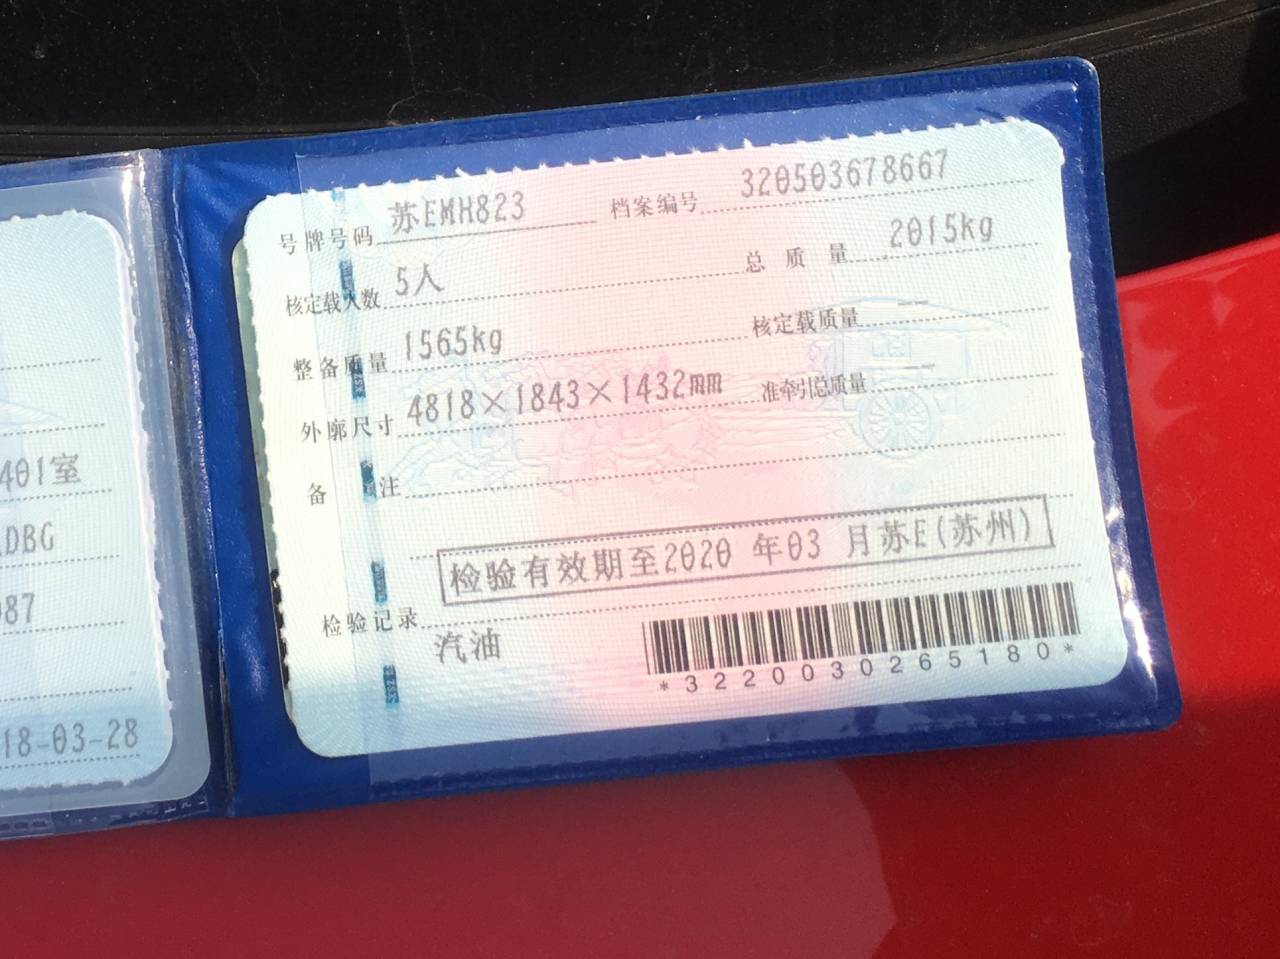 401室
DBG
87
18-03-28
号牌号码 苏EMH823 档案编号 320503678667
核定载人数 5人 总质量 2015kg
整备质量 1565kg 核定载质量 --
外廓尺寸 4818×1843×1432mm 准牵引总质量 --
备注
检验有效期至2020 年03 月苏E(苏州)
检验记录
汽油
*3220030265180*